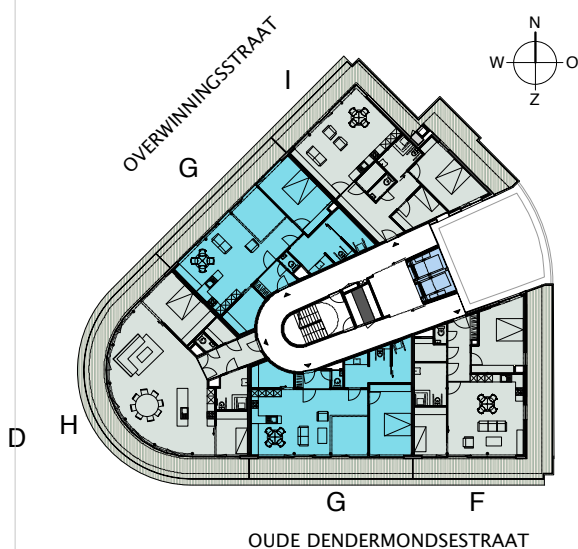 N
W O
Z
OVERWINNINGSSTRAAT
I
G
H
D
G
F
OUDE DENDERMONDSESTRAAT